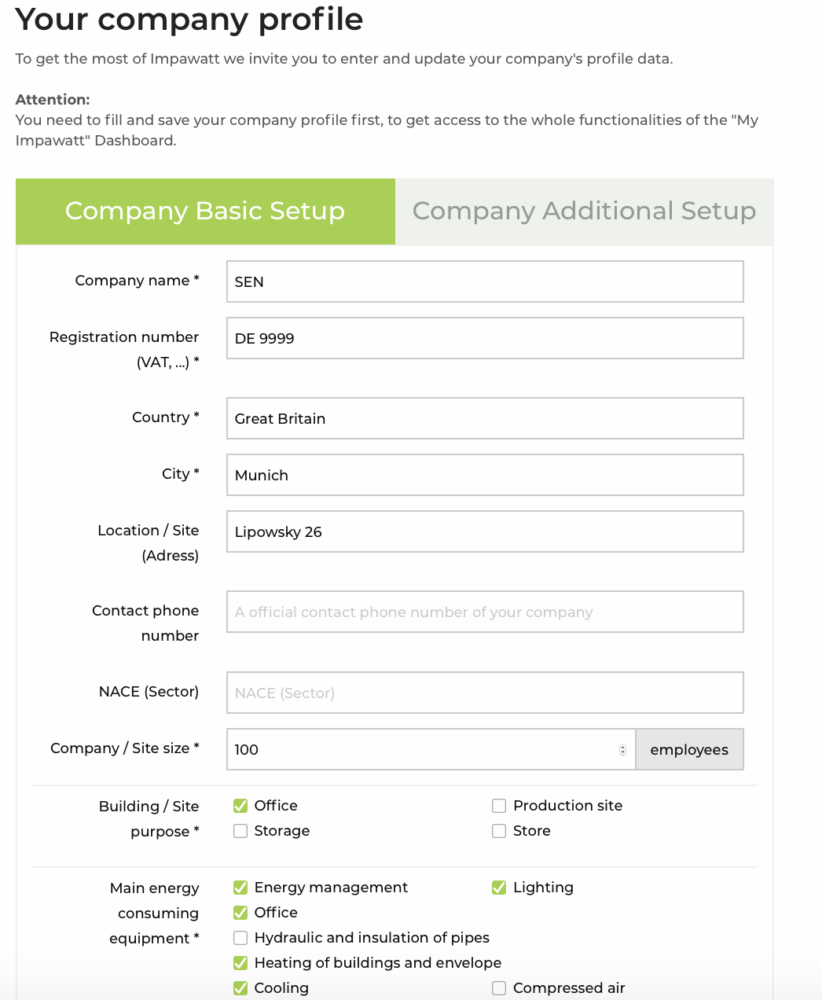 Your company profile
To get the most of Impawatt we invite you to enter and update your company's profile data.
Attention:
You need to fill and save your company profile first, to get access to the whole functionalities of the "My
Impawatt" Dashboard.
Company Basic Setup
Company Additional Setup
Company name *
SEN
Registration number
(VAT, ...) *
DE 9999
Country *
Great Britain
City *
Munich
Location / Site
(Adress)
Lipowsky 26
Contact phone
number
A official contact phone number of your company
NACE (Sector)
NACE (Sector)
Company / Site size *
100
employees
Building / Site
purpose *
Office
Production site
Storage
Store
Main energy
consuming
equipment *
Energy management
Lighting
Office
Hydraulic and insulation of pipes
Heating of buildings and envelope
Cooling
Compressed air